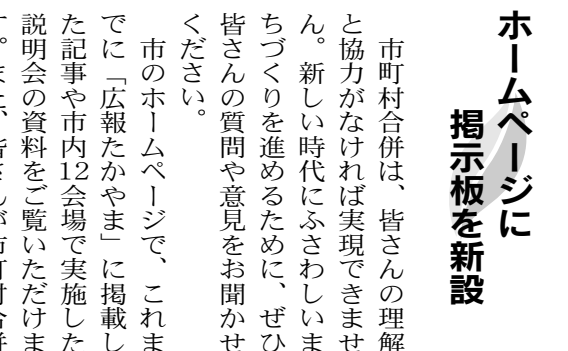 ホームページに
掲示板を新設
市町村合併は、皆さんの理解
と協力がなければ実現できませ
ん。新しい時代にふさわしいま
ちづくりを進めるために、ぜひ
皆さんの質問や意見をお聞かせ
ください。
市のホームページで、これま
でに「広報たかやま」に掲載し
た記事や市内12会場で実施した
説明会の資料をご覧いただけま